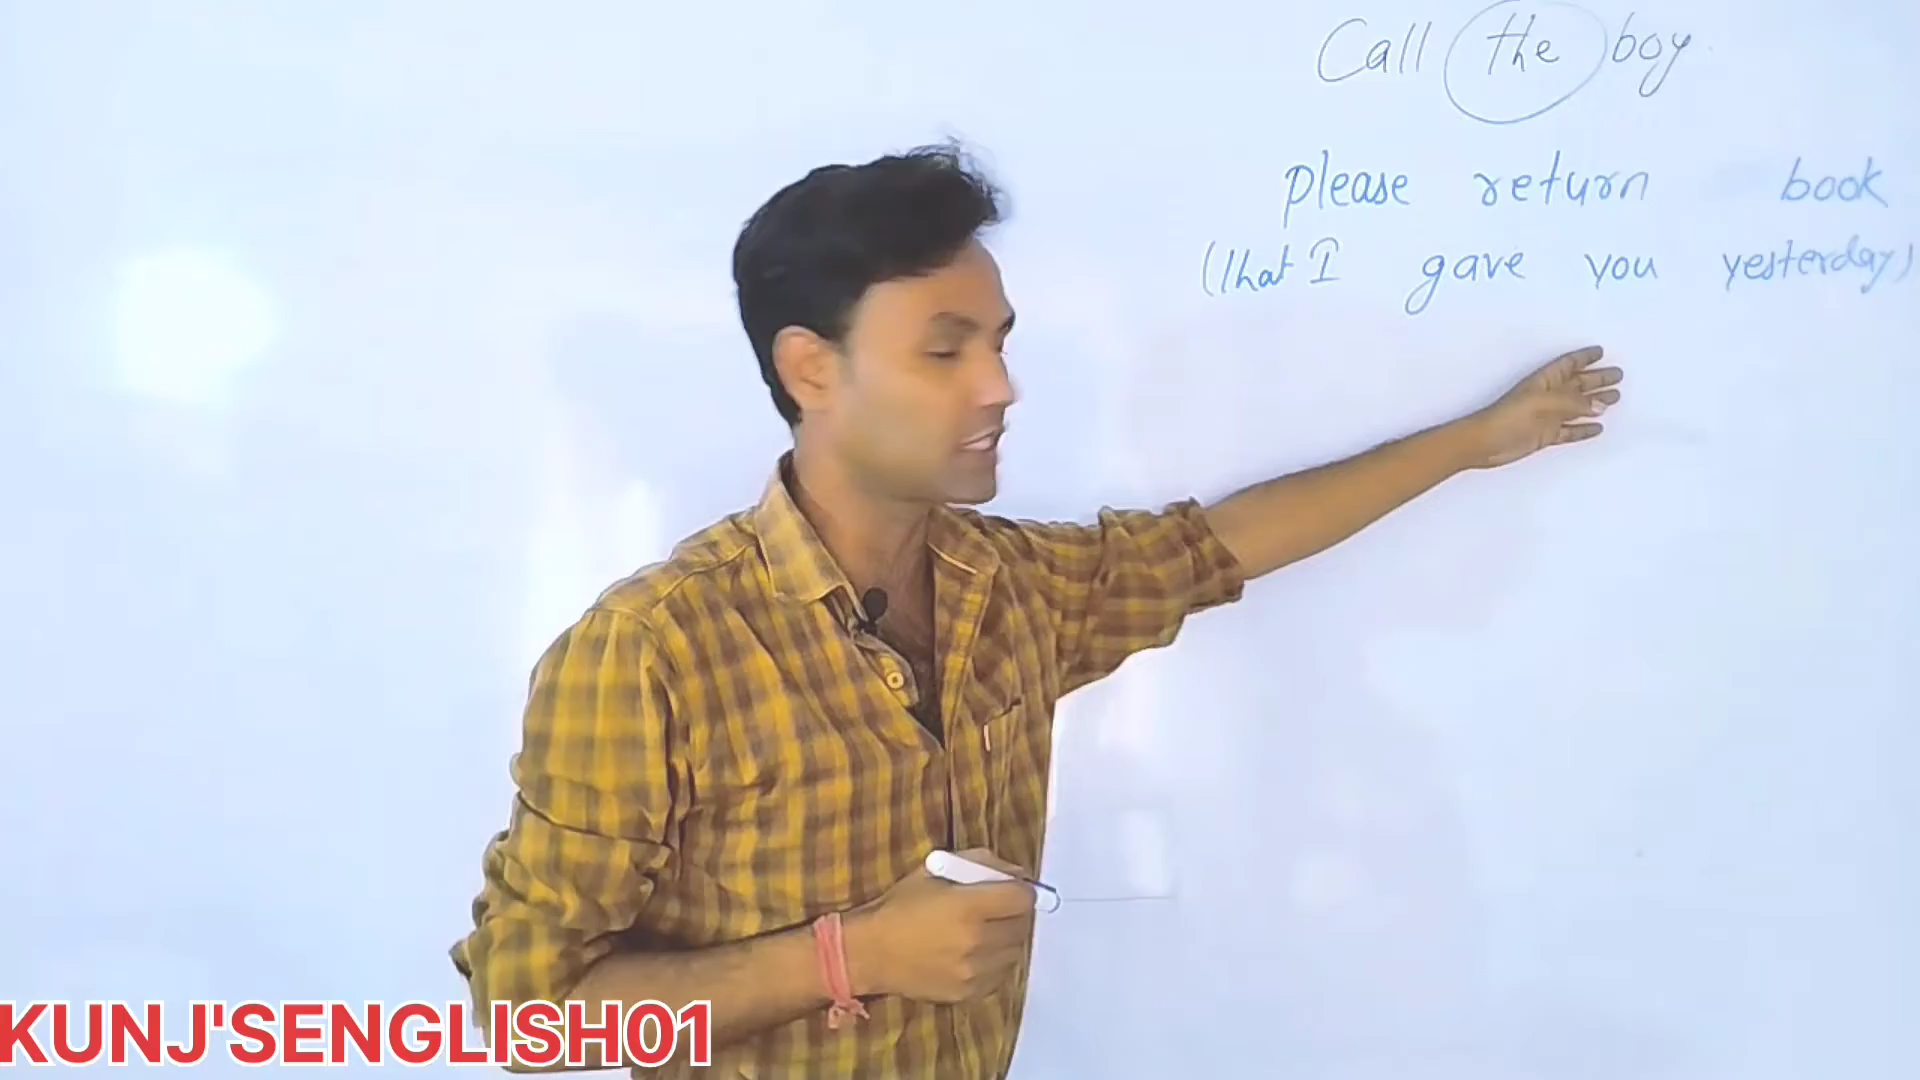 Call the boy
please return book
(that I gave you yesterday)
KUNJ'SENGLISH01